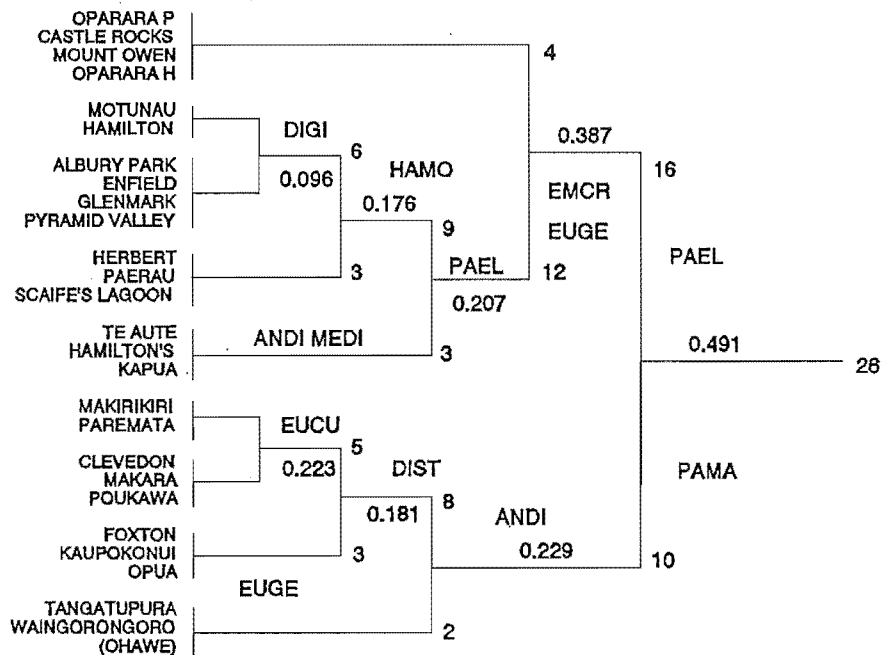 OPARARA P
CASTLE ROCKS
MOUNT OWEN
OPARARA H
4
0.387
MOTUNAU
HAMILTON
DIGI
6
0.096
HAMO
EMCR
16
ALBURY PARK
ENFIELD
GLENMARK
PYRAMID VALLEY
0.176
9
EUGE
PAEL
HERBERT
PAERAU
SCAIFE'S LAGOON
3
PAEL
12
0.207
TE AUTE
HAMILTON'S
KAPUA
ANDI MEDI
3
0.491
26
MAKIRIKIRI
PAREMATA
EUCU
5
0.223
DIST
PAMA
CLEVEDON
MAKARA
POUKAWA
8
0.181
ANDI
0.229
FOXTON
KAUPOKONUI
OPUA
3
10
EUGE
TANGATUPURA
WAINGORONGORO
(OHAWE)
2